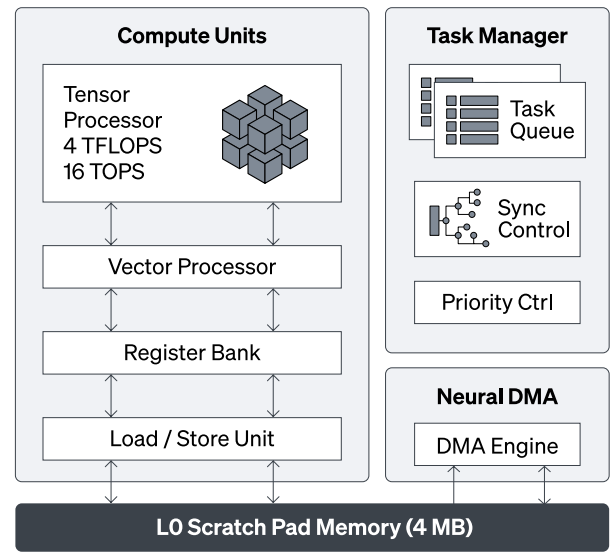 Compute Units
Tensor
Processor
4 TFLOPS
16 TOPS
Vector Processor
Register Bank
Load / Store Unit
Task Manager
Task
Queue
Sync
Control
Priority Ctrl
Neural DMA
DMA Engine
L0 Scratch Pad Memory (4 MB)